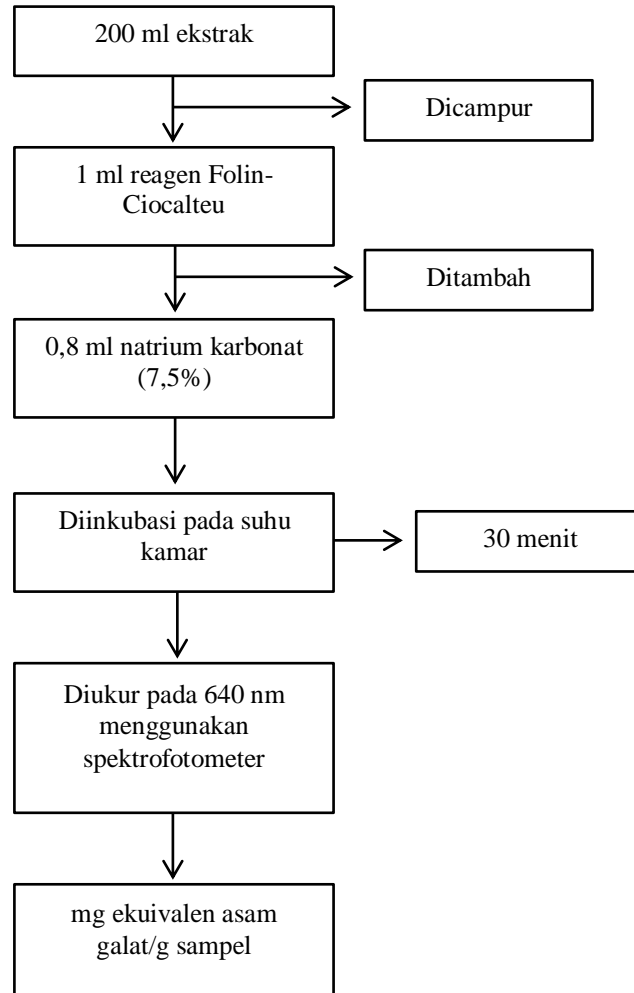 200 ml ekstrak
Dicampur
1 ml reagen Folin-
Ciocalteu
Ditambah
0,8 ml natrium karbonat
(7,5%)
Diinkubasi pada suhu
kamar
30 menit
Diukur pada 640 nm
menggunakan
spektrofotometer
mg ekuivalen asam
galat/g sampel